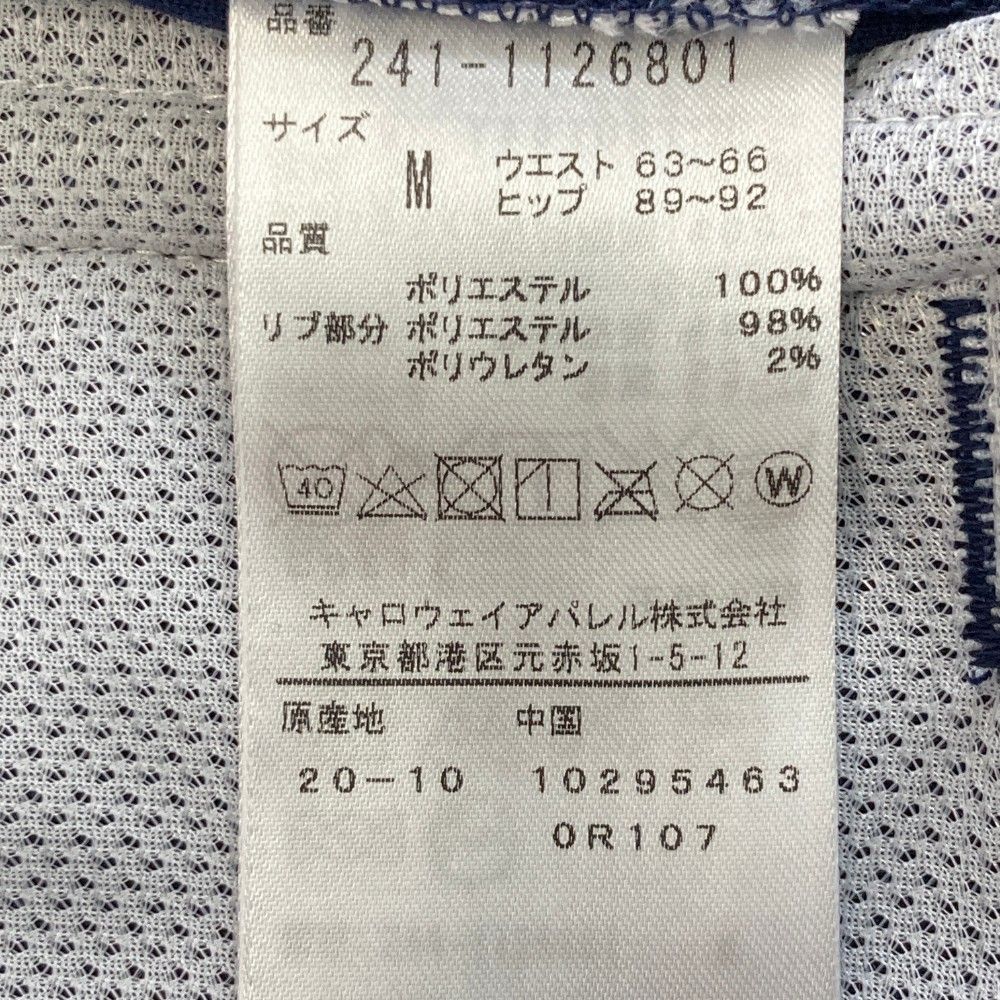 品番
241-1126801
サイズ
M ウエスト 63〜66
ヒップ 89〜92
品質
ポリエステル 100%
リブ部分 ポリエステル 98%
ポリウレタン 2%
40 W
キャロウェイアパレル株式会社
東京都港区元赤坂1-5-12
原産地 中国
20-10 10295463
0R107